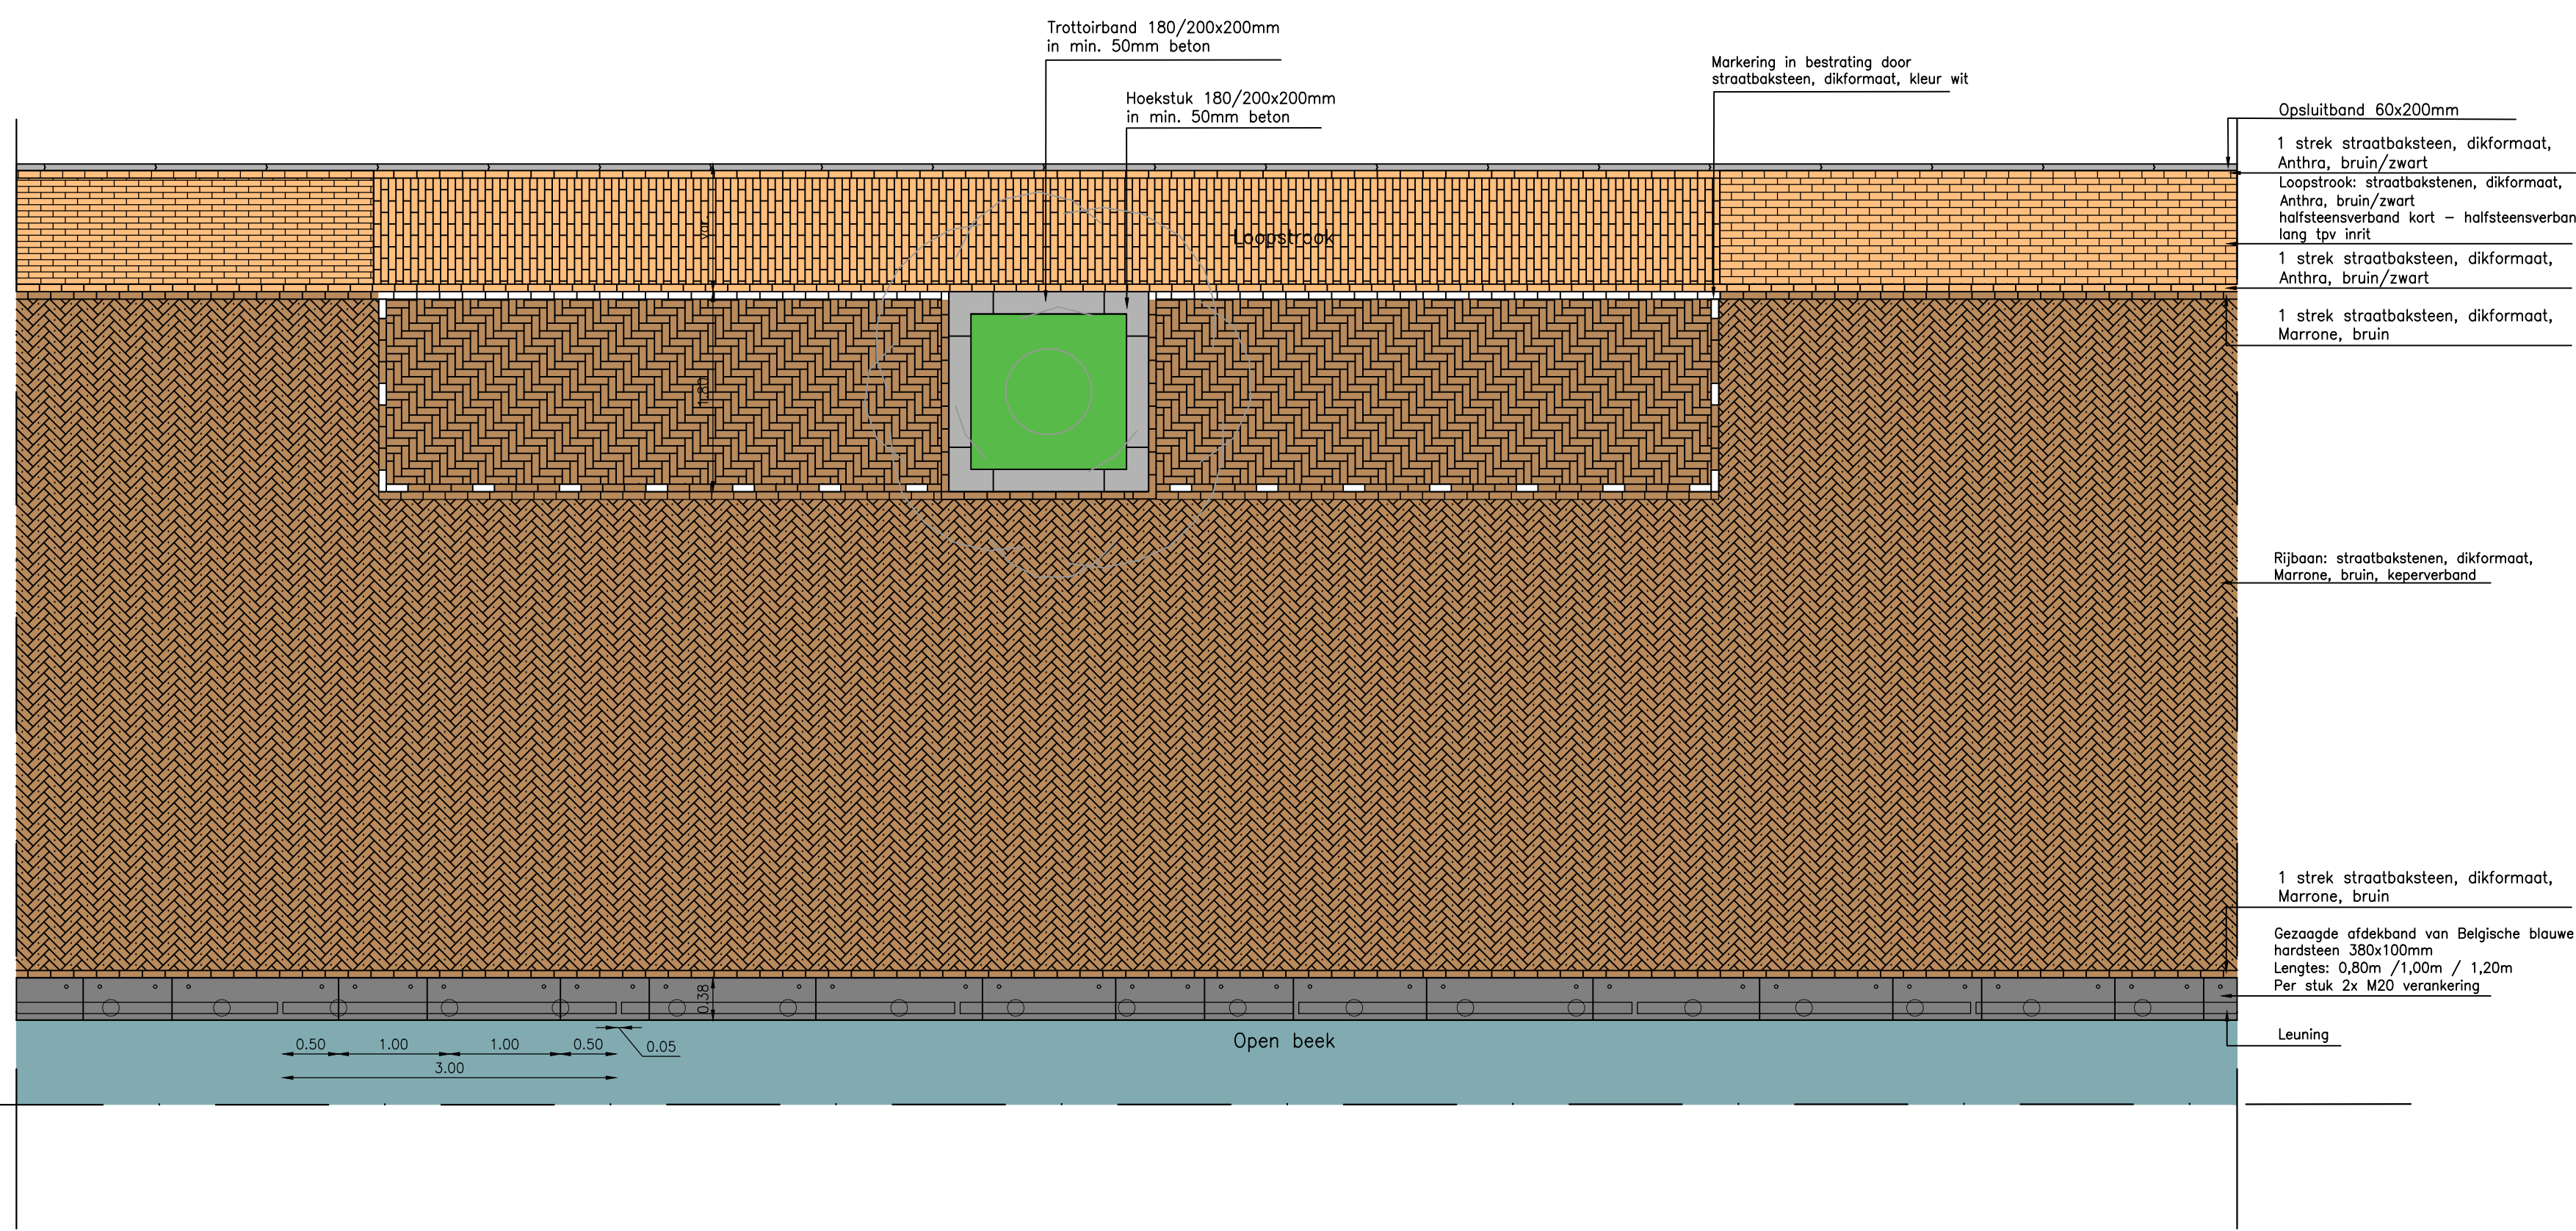 Trottoirband 180/200x200mm
in min. 50mm beton
Hoekstuk 180/200x200mm
in min. 50mm beton
Markering in bestrating door
straatbaksteen, dikformaat, kleur wit
Opsluitband 60x200mm
1 strek straatbaksteen, dikformaat,
Anthra, bruin/zwart
Loopstrook: straatbakstenen, dikformaat,
Anthra, bruin/zwart
halfsteensverband kort – halfsteensverban
lang tpv inrit
1 strek straatbaksteen, dikformaat,
Anthra, bruin/zwart
1 strek straatbaksteen, dikformaat,
Marrone, bruin
var.
Loopstrook
1.80
Rijbaan: straatbakstenen, dikformaat,
Marrone, bruin, keperverband
1 strek straatbaksteen, dikformaat,
Marrone, bruin
Gezaagde afdekband van Belgische blauwe
hardsteen 380x100mm
Lengtes: 0,80m /1,00m / 1,20m
Per stuk 2x M20 verankering
Leuning
0.38
Open beek
0.50 1.00 1.00 0.50 0.05
3.00